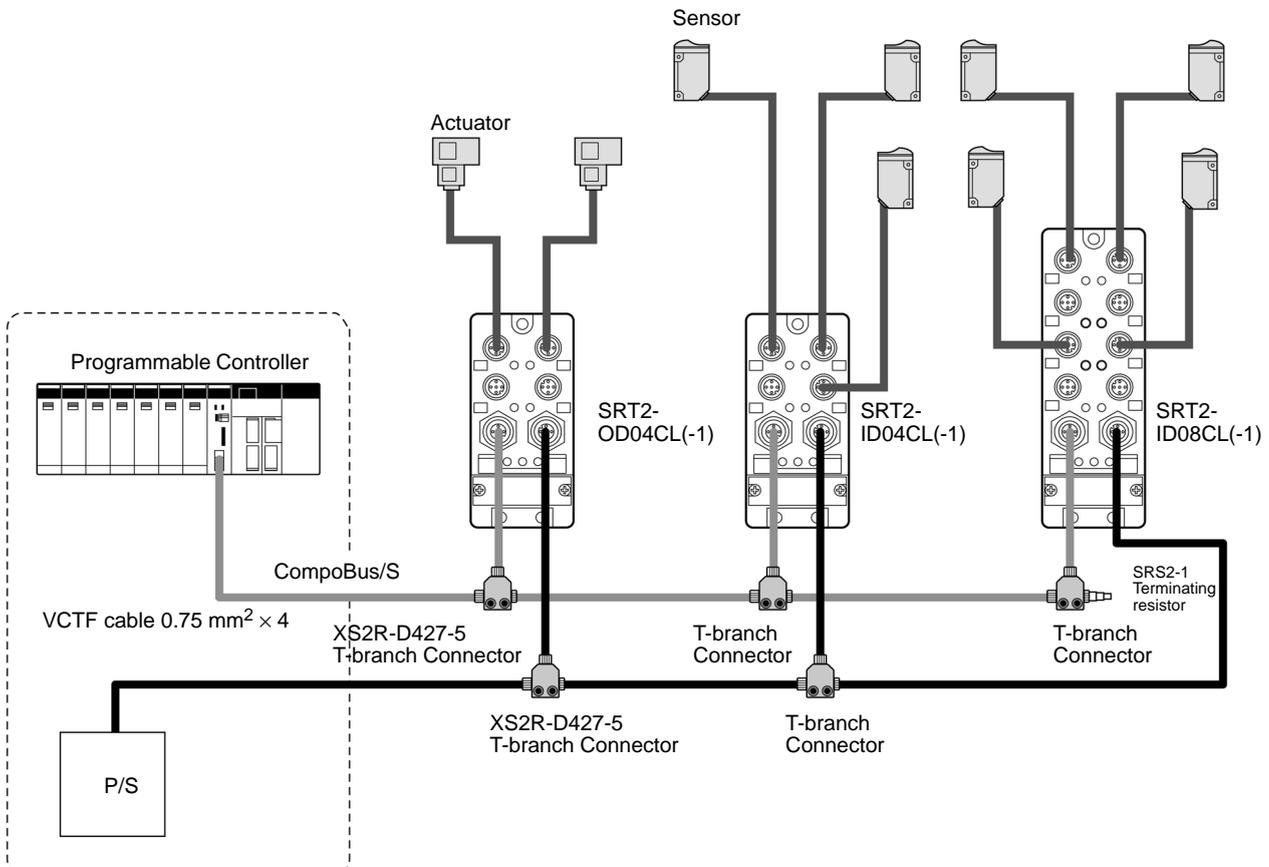 Sensor
Actuator
Programmable Controller
SRT2-
OD04CL(-1)
SRT2-
ID04CL(-1)
SRT2-
ID08CL(-1)
CompoBus/S
SRS2-1
Terminating
resistor
VCTF cable 0.75 mm² × 4
XS2R-D427-5
T-branch Connector
T-branch
Connector
T-branch
Connector
XS2R-D427-5
T-branch Connector
T-branch
Connector
P/S